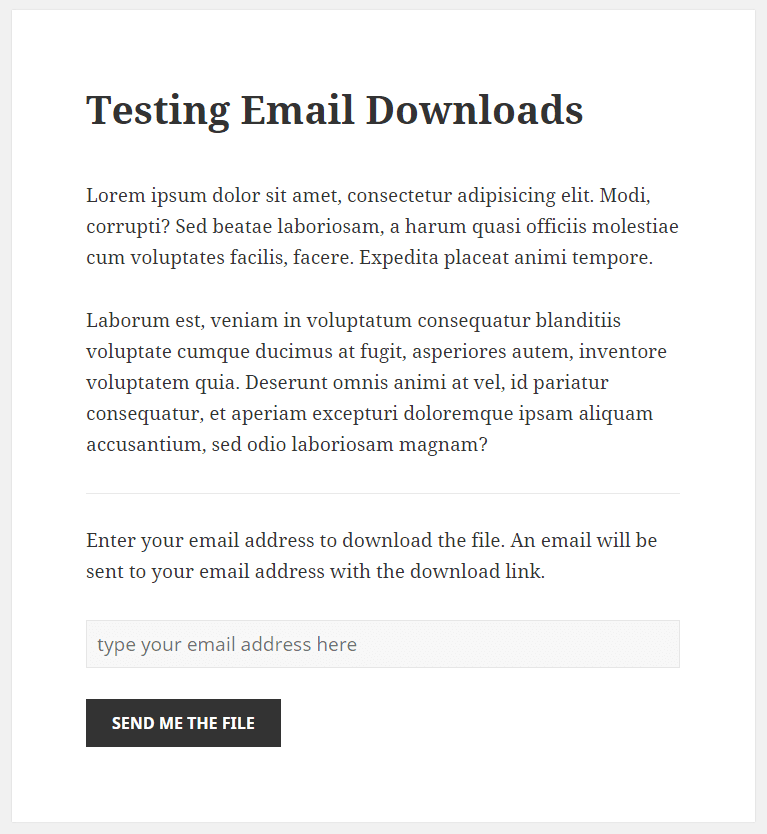 Testing Email Downloads
Lorem ipsum dolor sit amet, consectetur adipisicing elit. Modi,
corrupti? Sed beatae laboriosam, a harum quasi officiis molestiae
cum voluptates facilis, facere. Expedita placeat animi tempore.
Laborum est, veniam in voluptatum consequatur blanditiis
voluptate cumque ducimus at fugit, asperiores autem, inventore
voluptatem quia. Deserunt omnis animi at vel, id pariatur
consequatur, et aperiam excepturi doloremque ipsam aliquam
accusantium, sed odio laboriosam magnam?
Enter your email address to download the file. An email will be
sent to your email address with the download link.
type your email address here
SEND ME THE FILE